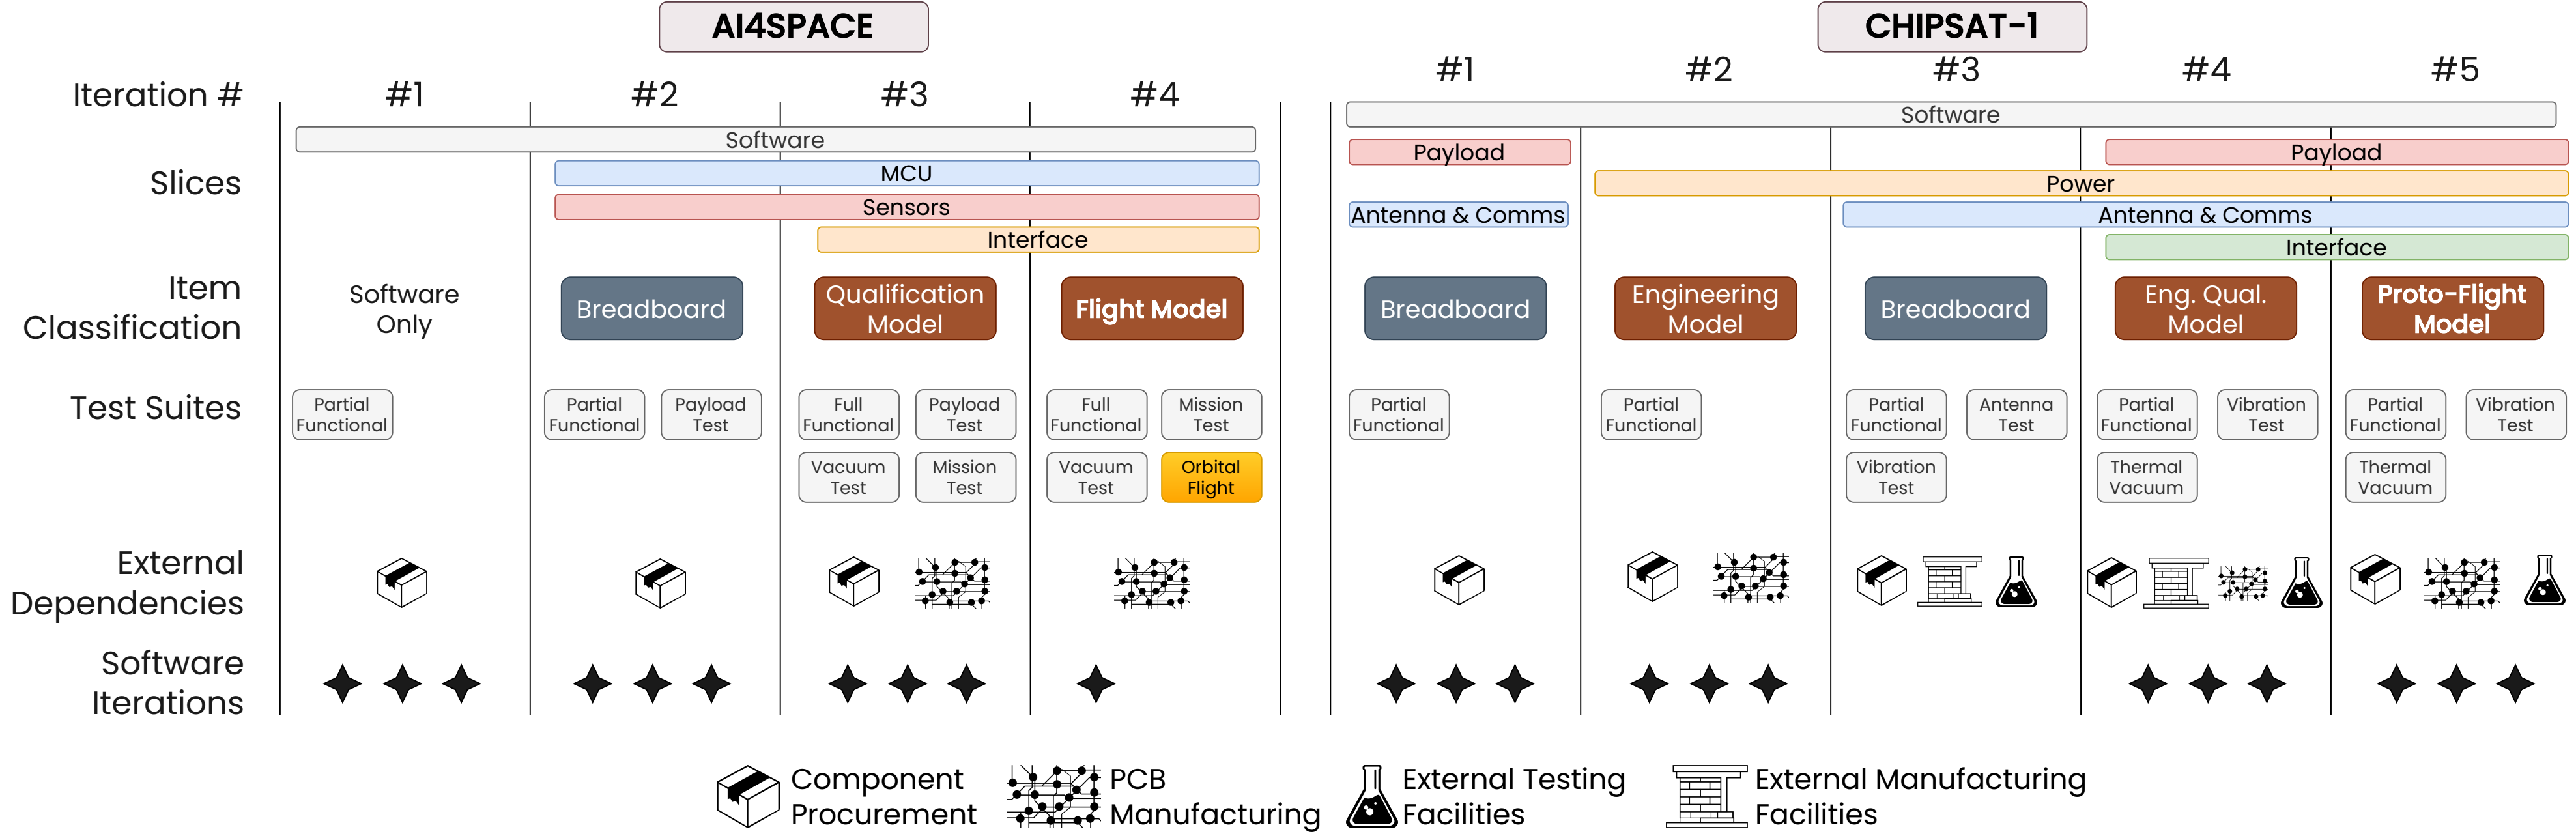 AI4SPACE
CHIPSAT-1
Iteration #
#1
#2
#3
#4
#1
#2
#3
#4
#5
Slices
Software
MCU
Sensors
Interface
Software
Payload
Payload
Power
Antenna & Comms
Antenna & Comms
Interface
Item
Classification
Software
Only
Breadboard
Qualification
Model
Flight Model
Breadboard
Engineering
Model
Breadboard
Eng. Qual.
Model
Proto-Flight
Model
Test Suites
Partial
Functional
Partial
Functional
Payload
Test
Full
Functional
Payload
Test
Vacuum
Test
Mission
Test
Full
Functional
Mission
Test
Vacuum
Test
Orbital
Flight
Partial
Functional
Partial
Functional
Partial
Functional
Antenna
Test
Vibration
Test
Partial
Functional
Vibration
Test
Thermal
Vacuum
Partial
Functional
Vibration
Test
Thermal
Vacuum
External
Dependencies
Software
Iterations
Component
Procurement
PCB
Manufacturing
External Testing
Facilities
External Manufacturing
Facilities